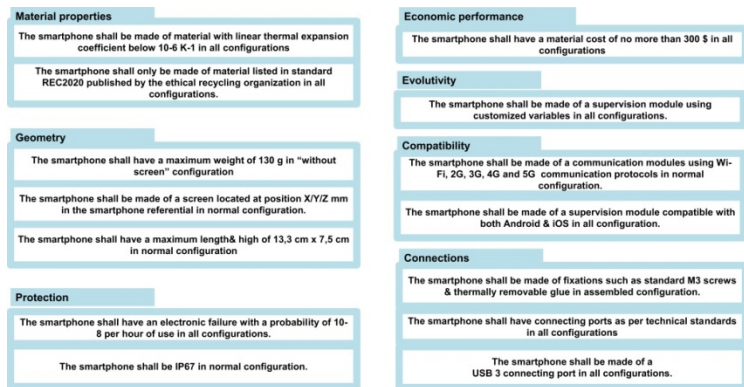 Material properties
The smartphone shall be made of material with linear thermal expansion
coefficient below 10-6 K-1 in all configurations
The smartphone shall only be made of material listed in standard
REC2020 published by the ethical recycling organization in all
configurations.
Geometry
The smartphone shall have a maximum weight of 130 g in “without
screen” configuration
The smartphone shall be made of a screen located at position X/Y/Z mm
in the smartphone referential in normal configuration.
The smartphone shall have a maximum length& high of 13,3 cm x 7,5 cm
in normal configuration
Protection
The smartphone shall have an electronic failure with a probability of 10-
8 per hour of use in all configurations.
The smartphone shall be IP67 in normal configuration.
Economic performance
The smartphone shall have a material cost of no more than 300 $ in all
configurations
Evolutivity
The smartphone shall be made of a supervision module using
customized variables in all configurations.
Compatibility
The smartphone shall be made of a communication modules using Wi-
Fi, 2G, 3G, 4G and 5G communication protocols in normal
configuration.
The smartphone shall be made of a supervision module compatible with
both Android & iOS in all configuration.
Connections
The smartphone shall be made of fixations such as standard M3 screws
& thermally removable glue in assembled configuration.
The smartphone shall have connecting ports as per technical standards
in all configurations
The smartphone shall be made of a
USB 3 connecting port in all configurations.